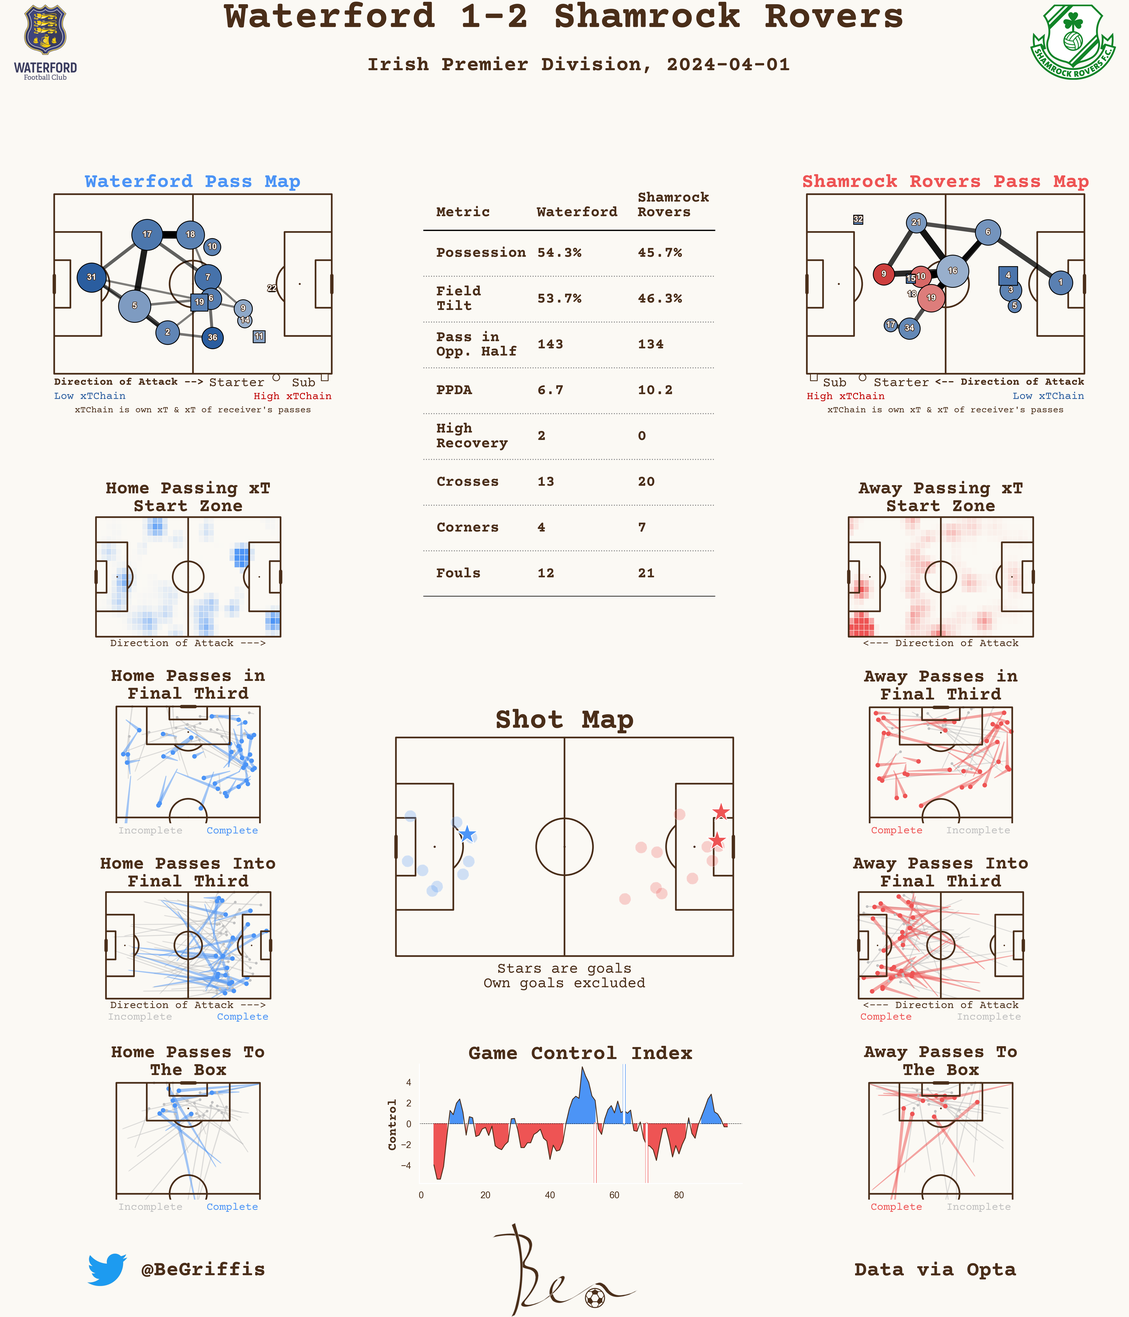 Waterford 1-2 Shamrock Rovers
Irish Premier Division, 2024-04-01
WATERFORD
Football Club
SHAMROCK ROVERS F.C.
Waterford Pass Map
17
18
10
31
7
22
5
19
6
9
14
2
36
11
Direction of Attack --> Starter Sub
Low xTChain High xTChain
xTChain is own xT & xT of receiver's passes
Metric Waterford Shamrock Rovers
Possession 54.3% 45.7%
Field Tilt 53.7% 46.3%
Pass in Opp. Half 143 134
PPDA 6.7 10.2
High Recovery 2 0
Crosses 13 20
Corners 4 7
Fouls 12 21
Shamrock Rovers Pass Map
32
21
6
9
15
10
16
4
1
3
19
5
17
34
Sub Starter <-- Direction of Attack
High xTChain Low xTChain
xTChain is own xT & xT of receiver's passes
Home Passing xT
Start Zone
Direction of Attack --->
Away Passing xT
Start Zone
<--- Direction of Attack
Home Passes in
Final Third
Incomplete Complete
Away Passes in
Final Third
Complete Incomplete
Shot Map
Stars are goals
Own goals excluded
Home Passes Into
Final Third
Direction of Attack --->
Incomplete Complete
Away Passes Into
Final Third
<--- Direction of Attack
Complete Incomplete
Home Passes To
The Box
Incomplete Complete
Game Control Index
Control
4
2
0
−2
−4
0 20 40 60 80
Away Passes To
The Box
Complete Incomplete
@BeGriffis
Bea
Data via Opta